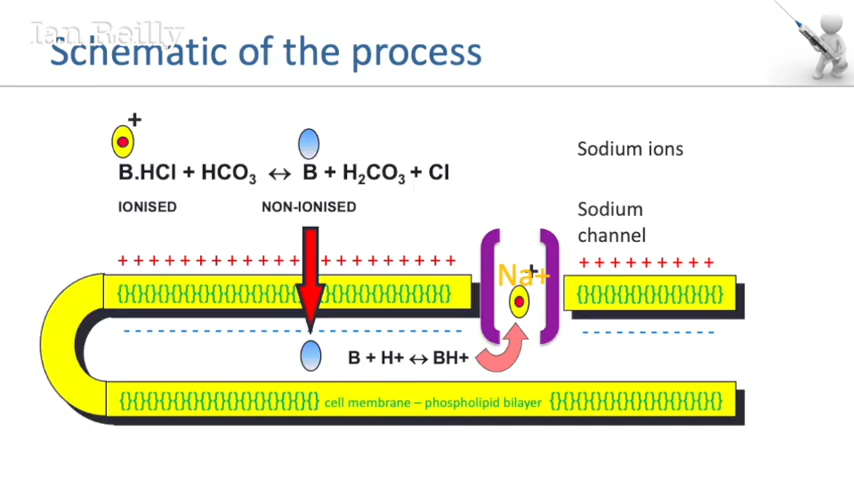 Ian Reilly
Schematic of the process
+
B.HCl + HCO3 ↔ B + H2CO3 + Cl
Sodium ions
IONISED NON-IONISED
Sodium
channel
+ + + + + + + + + + + + + + + + + + + + + + + + + +
+ + + + + + + + +
Na+
+
{}{}{}{}{}{}{}{}{}{}{}{}{}{}{}{}{}{}{}{}{}{}{}{}{}
{}{}{}{}{}{}{}{}{}{}{}
- - - - - - - - - - - - - - - - - - - - - - - - - -
- - - - - - - - - - -
B + H+ ↔ BH+
{}{}{}{}{}{}{}{}{}{}{}{}{}{}{} cell membrane – phospholipid bilayer {}{}{}{}{}{}{}{}{}{}{}{}{}